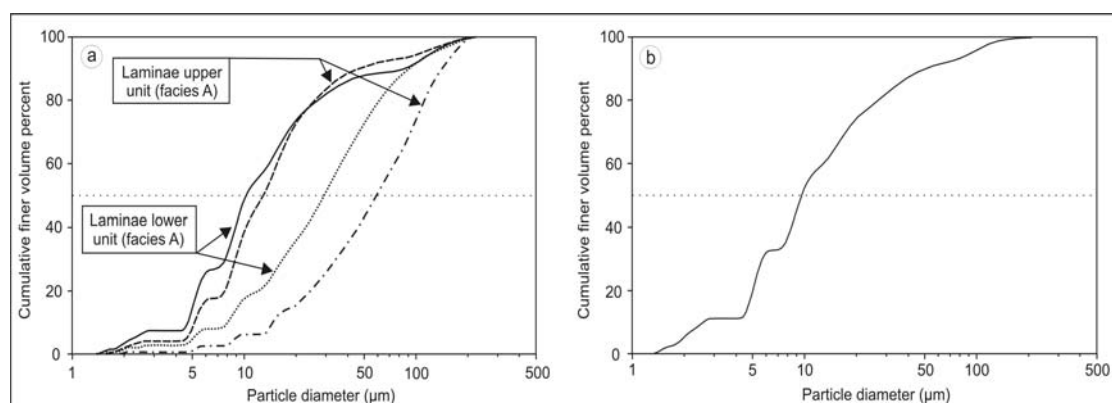 a
Laminae upper
unit (facies A)
Laminae lower
unit (facies A)
Cumulative finer volume percent
100
80
60
40
20
0
1
5
10
50
100
500
Particle diameter (µm)
b
Cumulative finer volume percent
100
80
60
40
20
0
1
5
10
50
100
500
Particle diameter (µm)